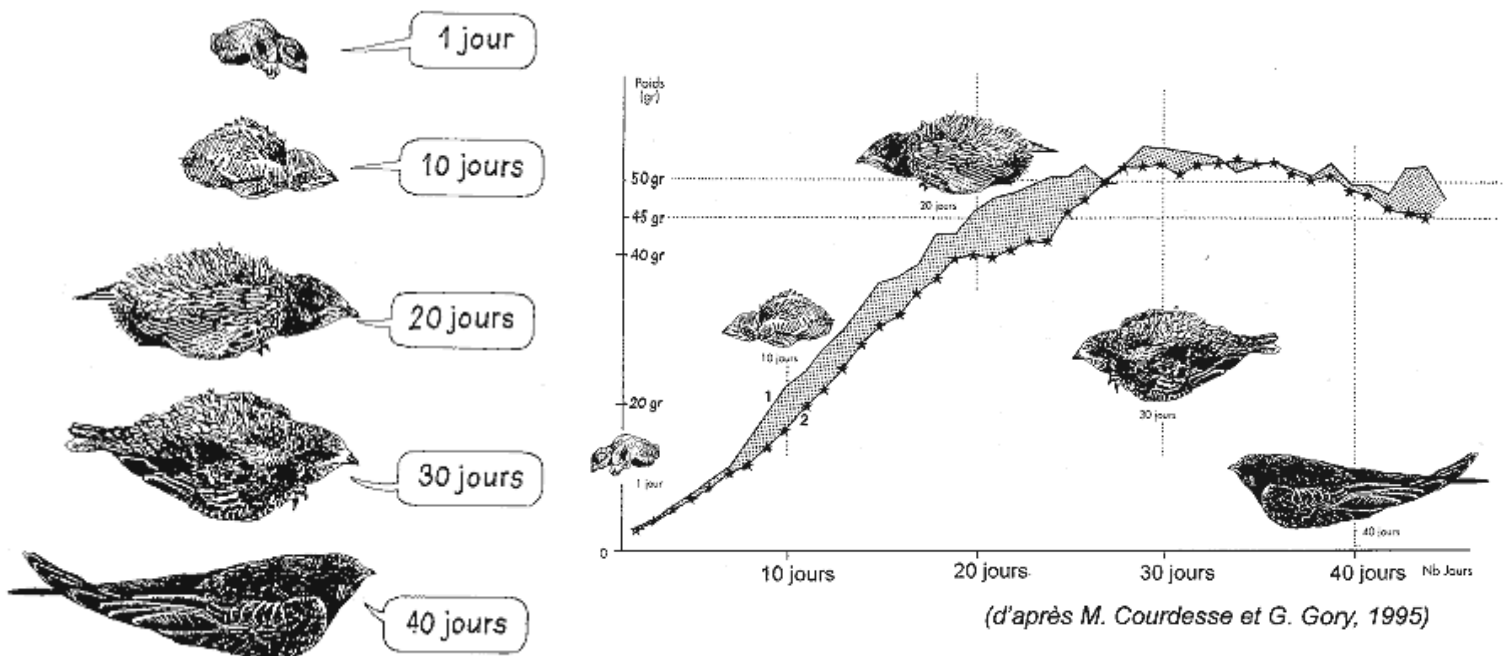 1 jour
10 jours
20 jours
30 jours
40 jours
Poids
(gr)
50 gr
45 gr
40 gr
20 gr
0
20 jours
10 jours
1
2
1 jour
30 jours
40 jours
10 jours
20 jours
30 jours
40 jours
Nb Jours
(d'après M. Courdesse et G. Gory, 1995)